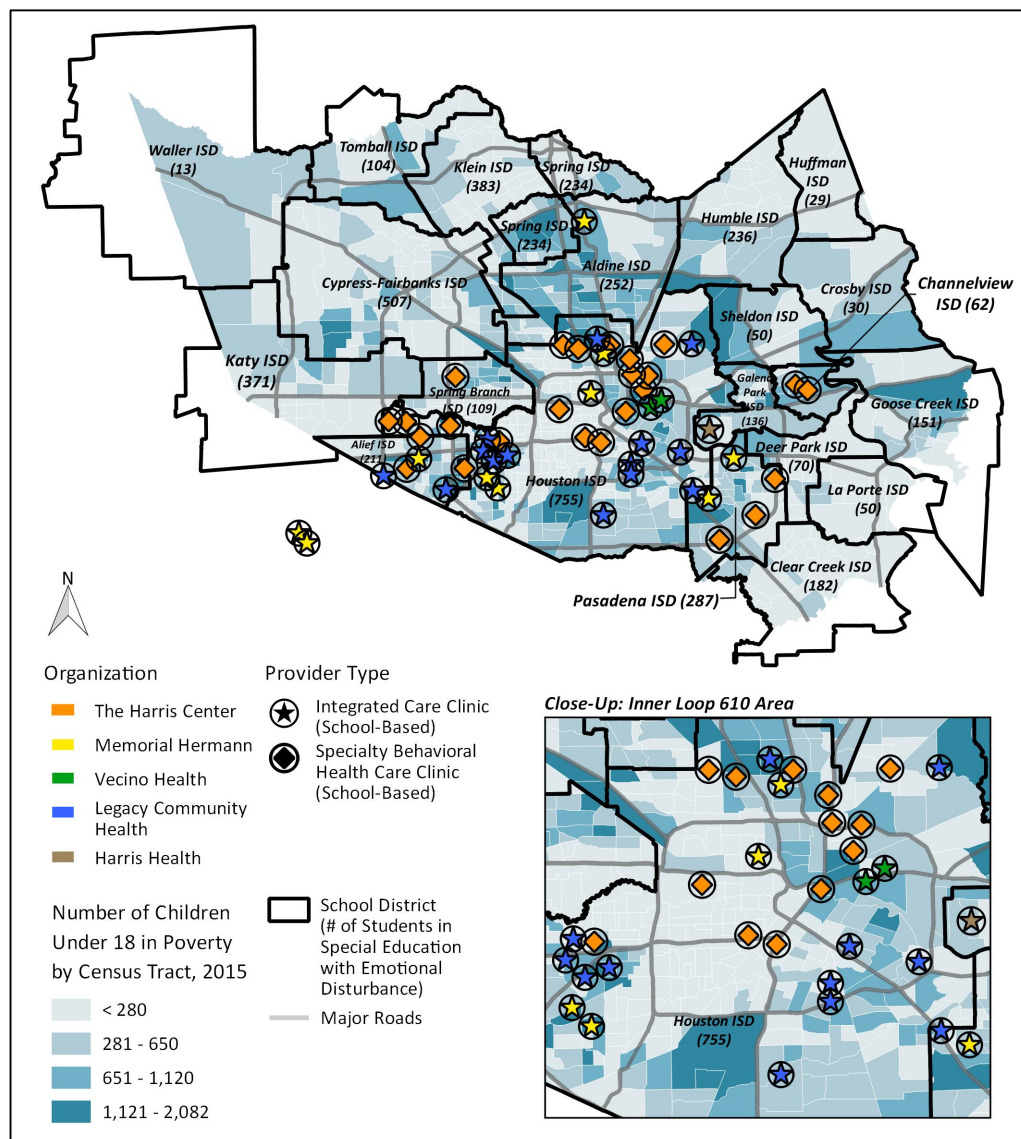 Waller ISD
(13)
Tomball ISD
(104)
Klein ISD
(383)
Spring ISD
(234)
Huffman
ISD
(29)
Humble ISD
(236)
Spring ISD
(234)
Aldine ISD
(252)
Cypress-Fairbanks ISD
(507)
Crosby ISD
(30)
Channelview
ISD (62)
Sheldon ISD
(50)
Katy ISD
(371)
Spring Branch
ISD (109)
Galena
Park
ISD
(136)
Goose Creek ISD
(151)
Alief ISD
(211)
Deer Park ISD
(70)
Houston ISD
(755)
La Porte ISD
(50)
Clear Creek ISD
(182)
Pasadena ISD (287)
N
Organization
The Harris Center
Memorial Hermann
Vecino Health
Legacy Community
Health
Harris Health
Provider Type
Integrated Care Clinic
(School-Based)
Specialty Behavioral
Health Care Clinic
(School-Based)
Number of Children
Under 18 in Poverty
by Census Tract, 2015
< 280
281 - 650
651 - 1,120
1,121 - 2,082
School District
(# of Students in
Special Education
with Emotional
Disturbance)
Major Roads
Close-Up: Inner Loop 610 Area
Houston ISD
(755)